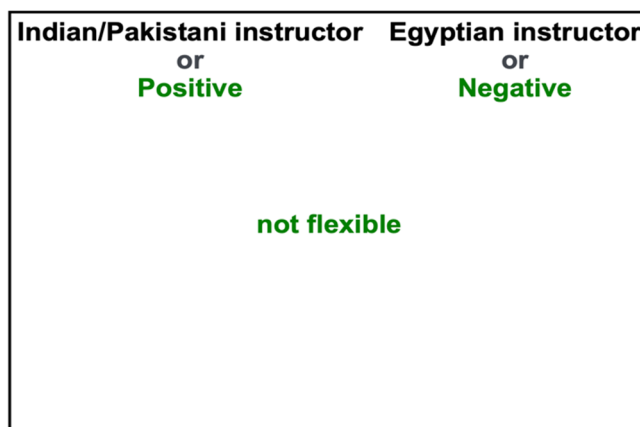 Indian/Pakistani instructor
or
Positive
Egyptian instructor
or
Negative
not flexible